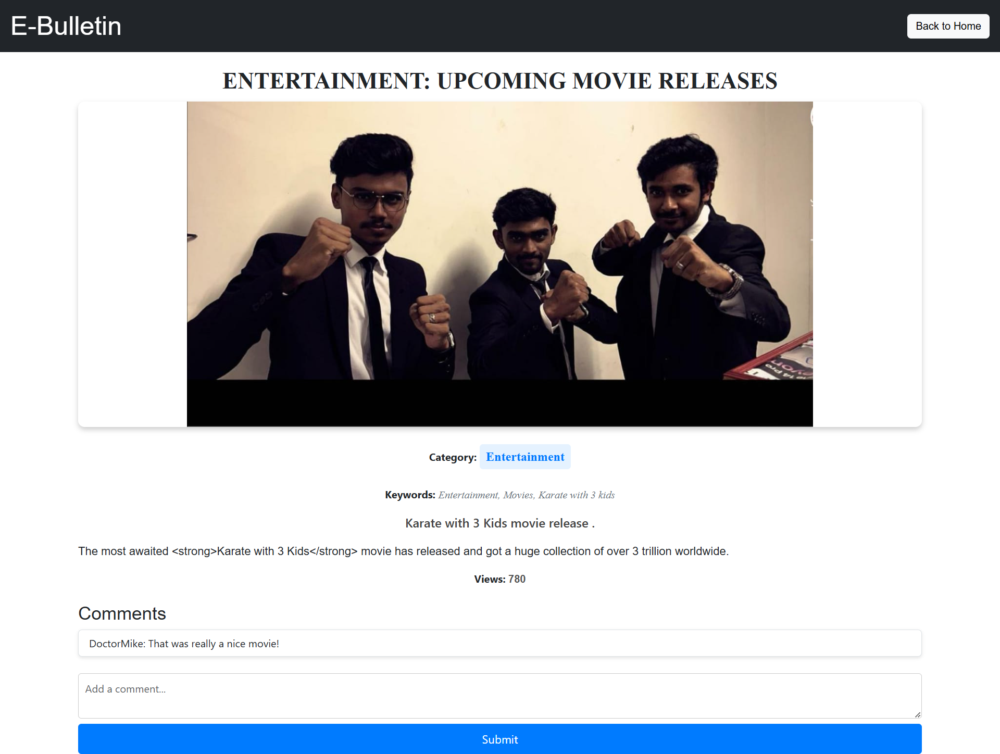 E-Bulletin
Back to Home
ENTERTAINMENT: UPCOMING MOVIE RELEASES
Category: Entertainment
Keywords: Entertainment, Movies, Karate with 3 kids
Karate with 3 Kids movie release .
The most awaited <strong>Karate with 3 Kids</strong> movie has released and got a huge collection of over 3 trillion worldwide.
Views: 780
Comments
DoctorMike: That was really a nice movie!
Add a comment...
Submit